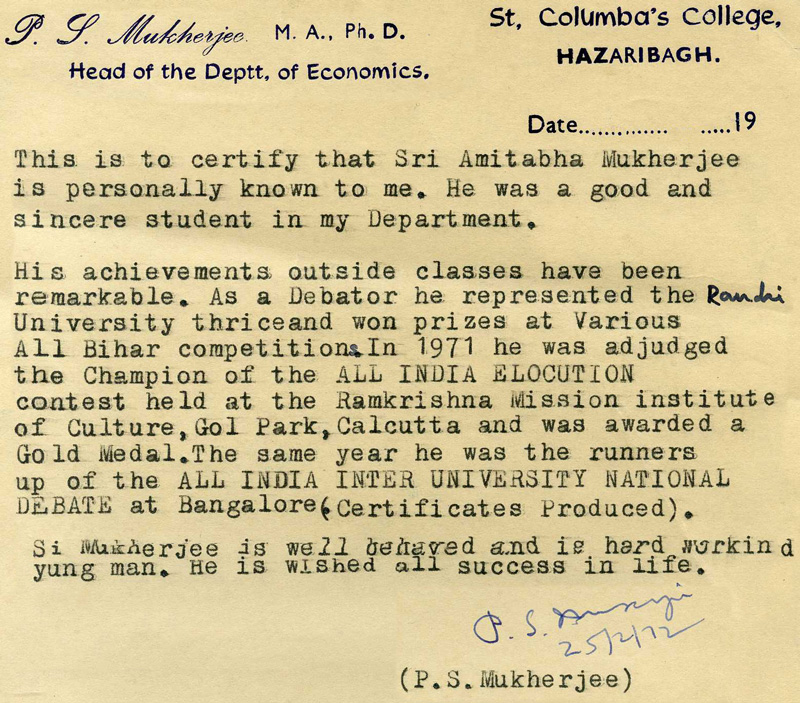 P. S. Mukherjee. M. A., Ph. D.
Head of the Deptt, of Economics.
St, Columba's College,
HAZARIBAGH.
Date.................. .....19
This is to certify that Sri Amitabha Mukherjee
is personally known to me. He was a good and
sincere student in my Department.
His achievements outside classes have been
remarkable. As a Debator he represented the Ranchi
University thriceand won prizes at Various
All Bihar competitions.In 1971 he was adjudged
the Champion of the ALL INDIA ELOCUTION
contest held at the Ramkrishna Mission institute
of Culture,Gol Park,Calcutta and was awarded a
Gold Medal.The same year he was the runners
up of the ALL INDIA INTER UNIVERSITY NATIONAL
DEBATE at Bangalore(Certificates Produced).
Si Mukherjee is well behaved and is hard workin d
yung man. He is wished all success in life.
P. S. Mukherji
25/2/72
(P.S.Mukherjee)